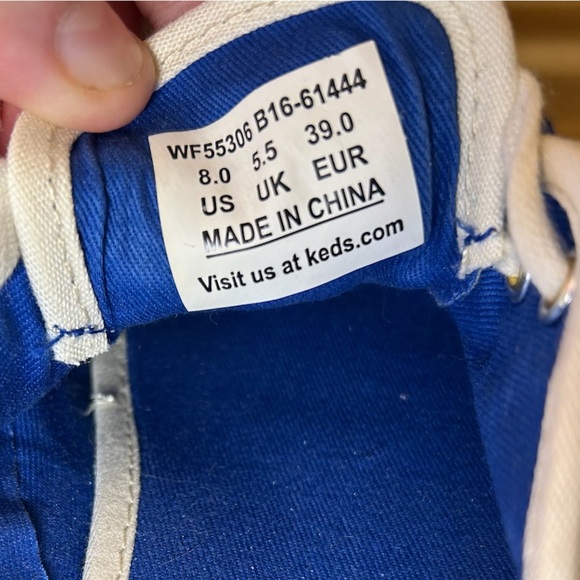 WF55306 B16-61444
8.0 5.5 39.0
US UK EUR
MADE IN CHINA
Visit us at keds.com